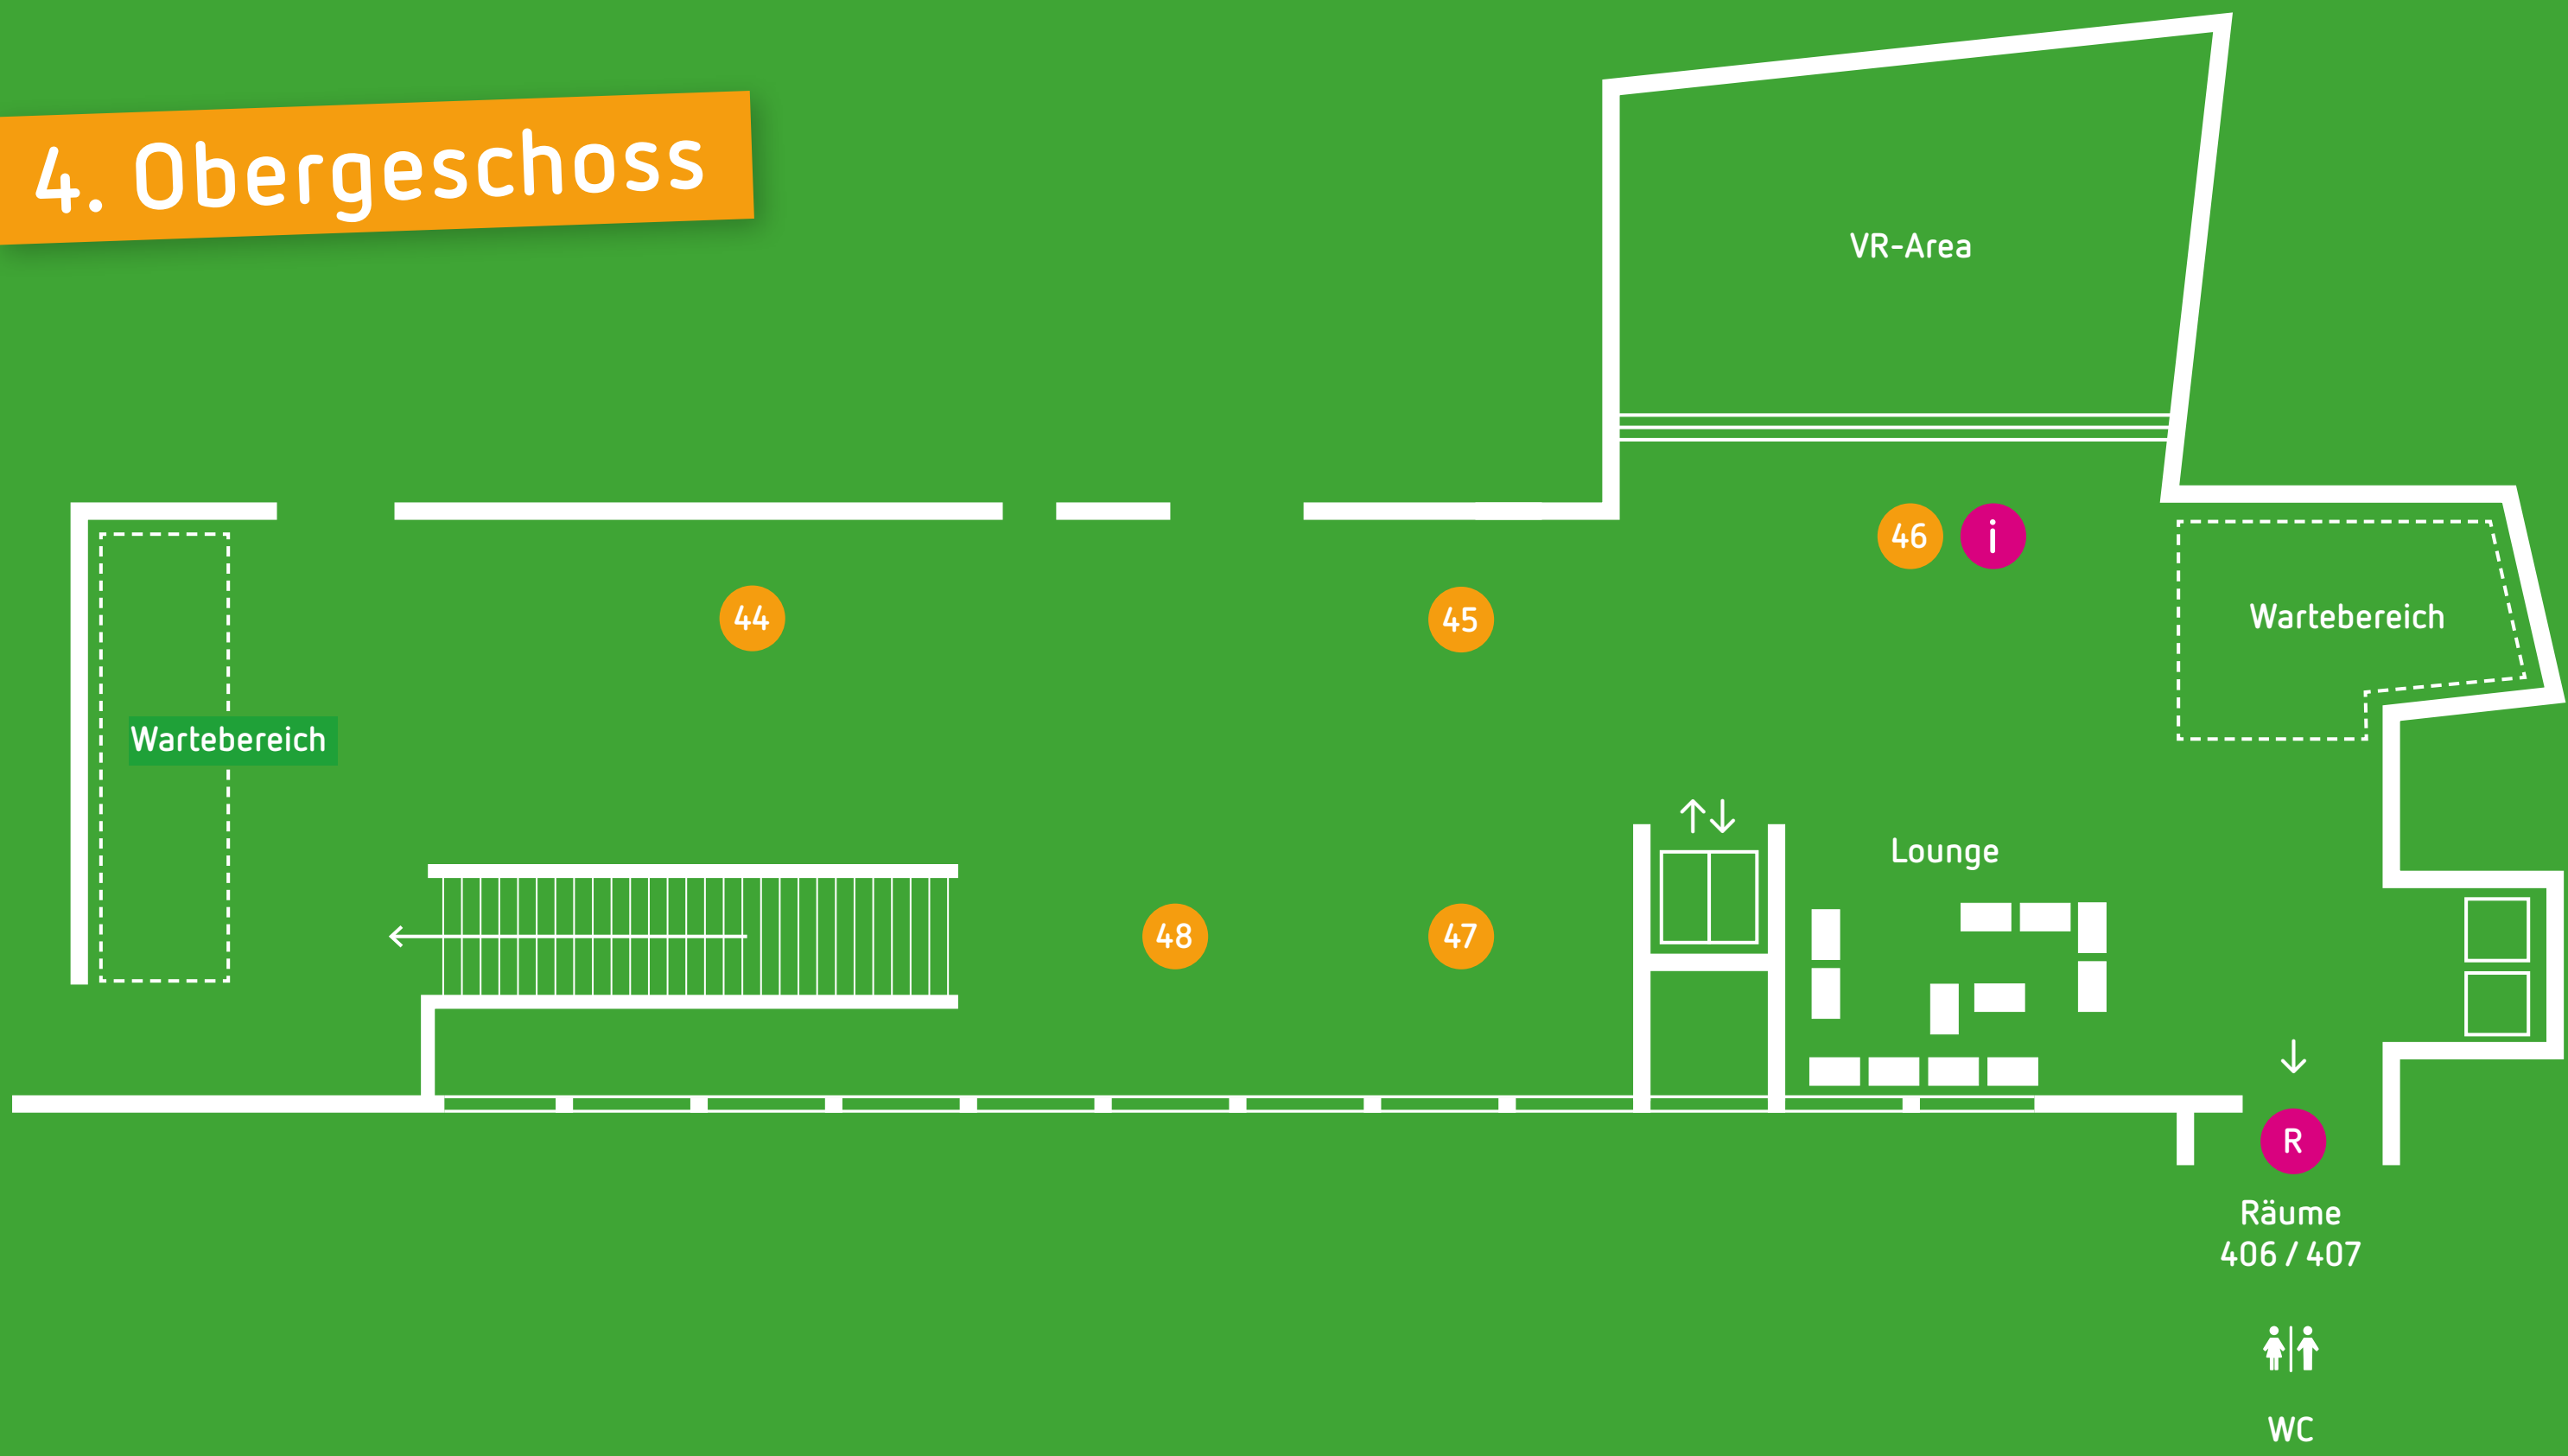 4. Obergeschoss
VR-Area
46
i
44
45
Wartebereich
Wartebereich
Lounge
48
47
R
Räume
406 / 407
WC